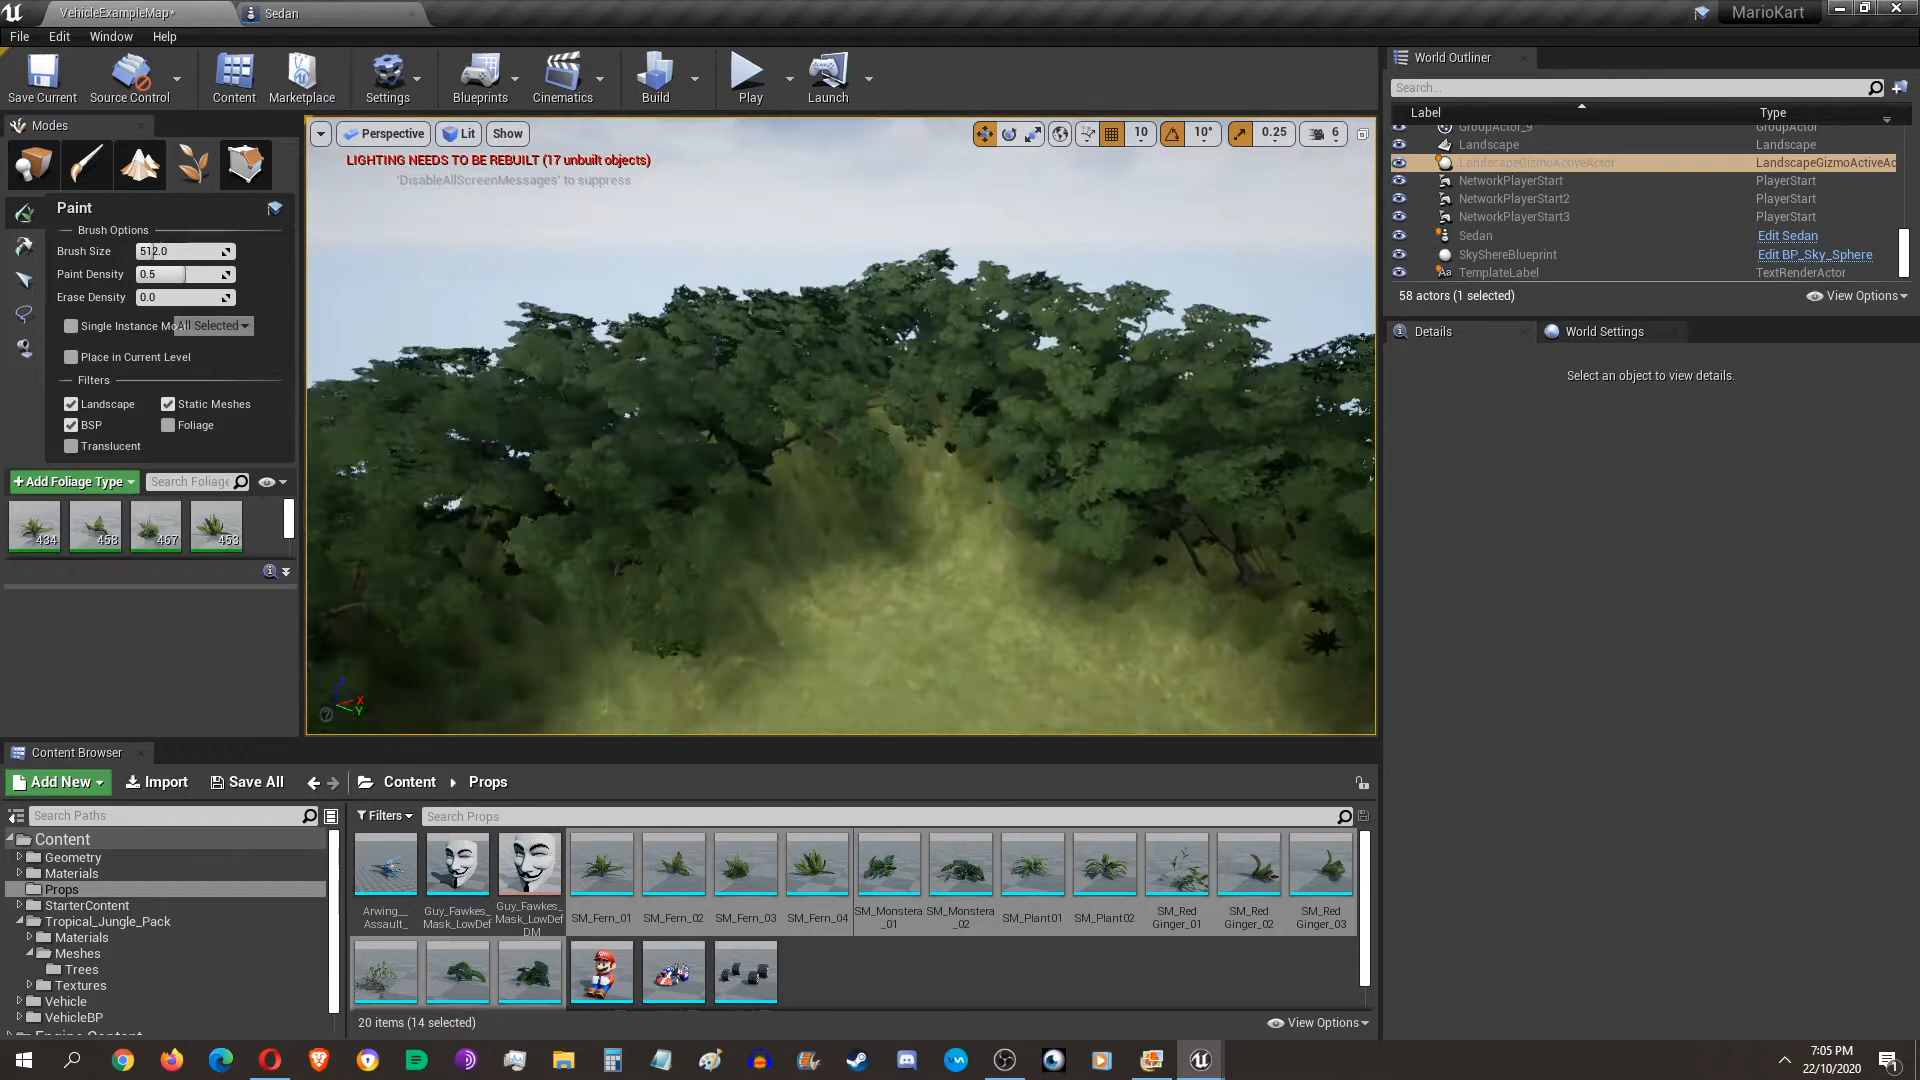 VehicleExampleMap*
Sedan
MarioKart
File Edit Window Help
Save Current
Source Control
Content
Marketplace
Settings
Blueprints
Cinematics
Build
Play
Launch
Modes
Paint
Brush Options
Brush Size 512.0
Paint Density 0.5
Erase Density 0.0
Single Instance Mo
All Selected
Place in Current Level
Filters
Landscape
Static Meshes
BSP
Foliage
Translucent
+ Add Foliage Type
Search Foliage
434
458
467
453
Perspective
Lit
Show
10
10°
0.25
6
LIGHTING NEEDS TO BE REBUILT (17 unbuilt objects)
'DisableAllScreenMessages' to suppress
X
Y
World Outliner
Search...
Label
Type
GroupActor_9 GroupActor
Landscape Landscape
LandscapeGizmoActiveActor LandscapeGizmoActiveAc
NetworkPlayerStart PlayerStart
NetworkPlayerStart2 PlayerStart
NetworkPlayerStart3 PlayerStart
Sedan Edit Sedan
SkyShereBlueprint Edit BP_Sky_Sphere
TemplateLabel TextRenderActor
58 actors (1 selected)
View Options
Details
World Settings
Select an object to view details.
Content Browser
Add New
Import
Save All
Content
Props
Search Paths
Content
Geometry
Materials
Props
StarterContent
Tropical_Jungle_Pack
Materials
Meshes
Trees
Textures
Vehicle
VehicleBP
Engine Content
Filters
Search Props
Arwing__
Assault_
Guy_Fawkes_
Mask_LowDef
Guy_Fawkes_
Mask_LowDef
DM
SM_Fern_01
SM_Fern_02
SM_Fern_03
SM_Fern_04
SM_Monstera
_01
SM_Monstera
_02
SM_Plant01
SM_Plant02
SM_Red
Ginger_01
SM_Red
Ginger_02
SM_Red
Ginger_03
20 items (14 selected)
View Options
7:05 PM
22/10/2020
1